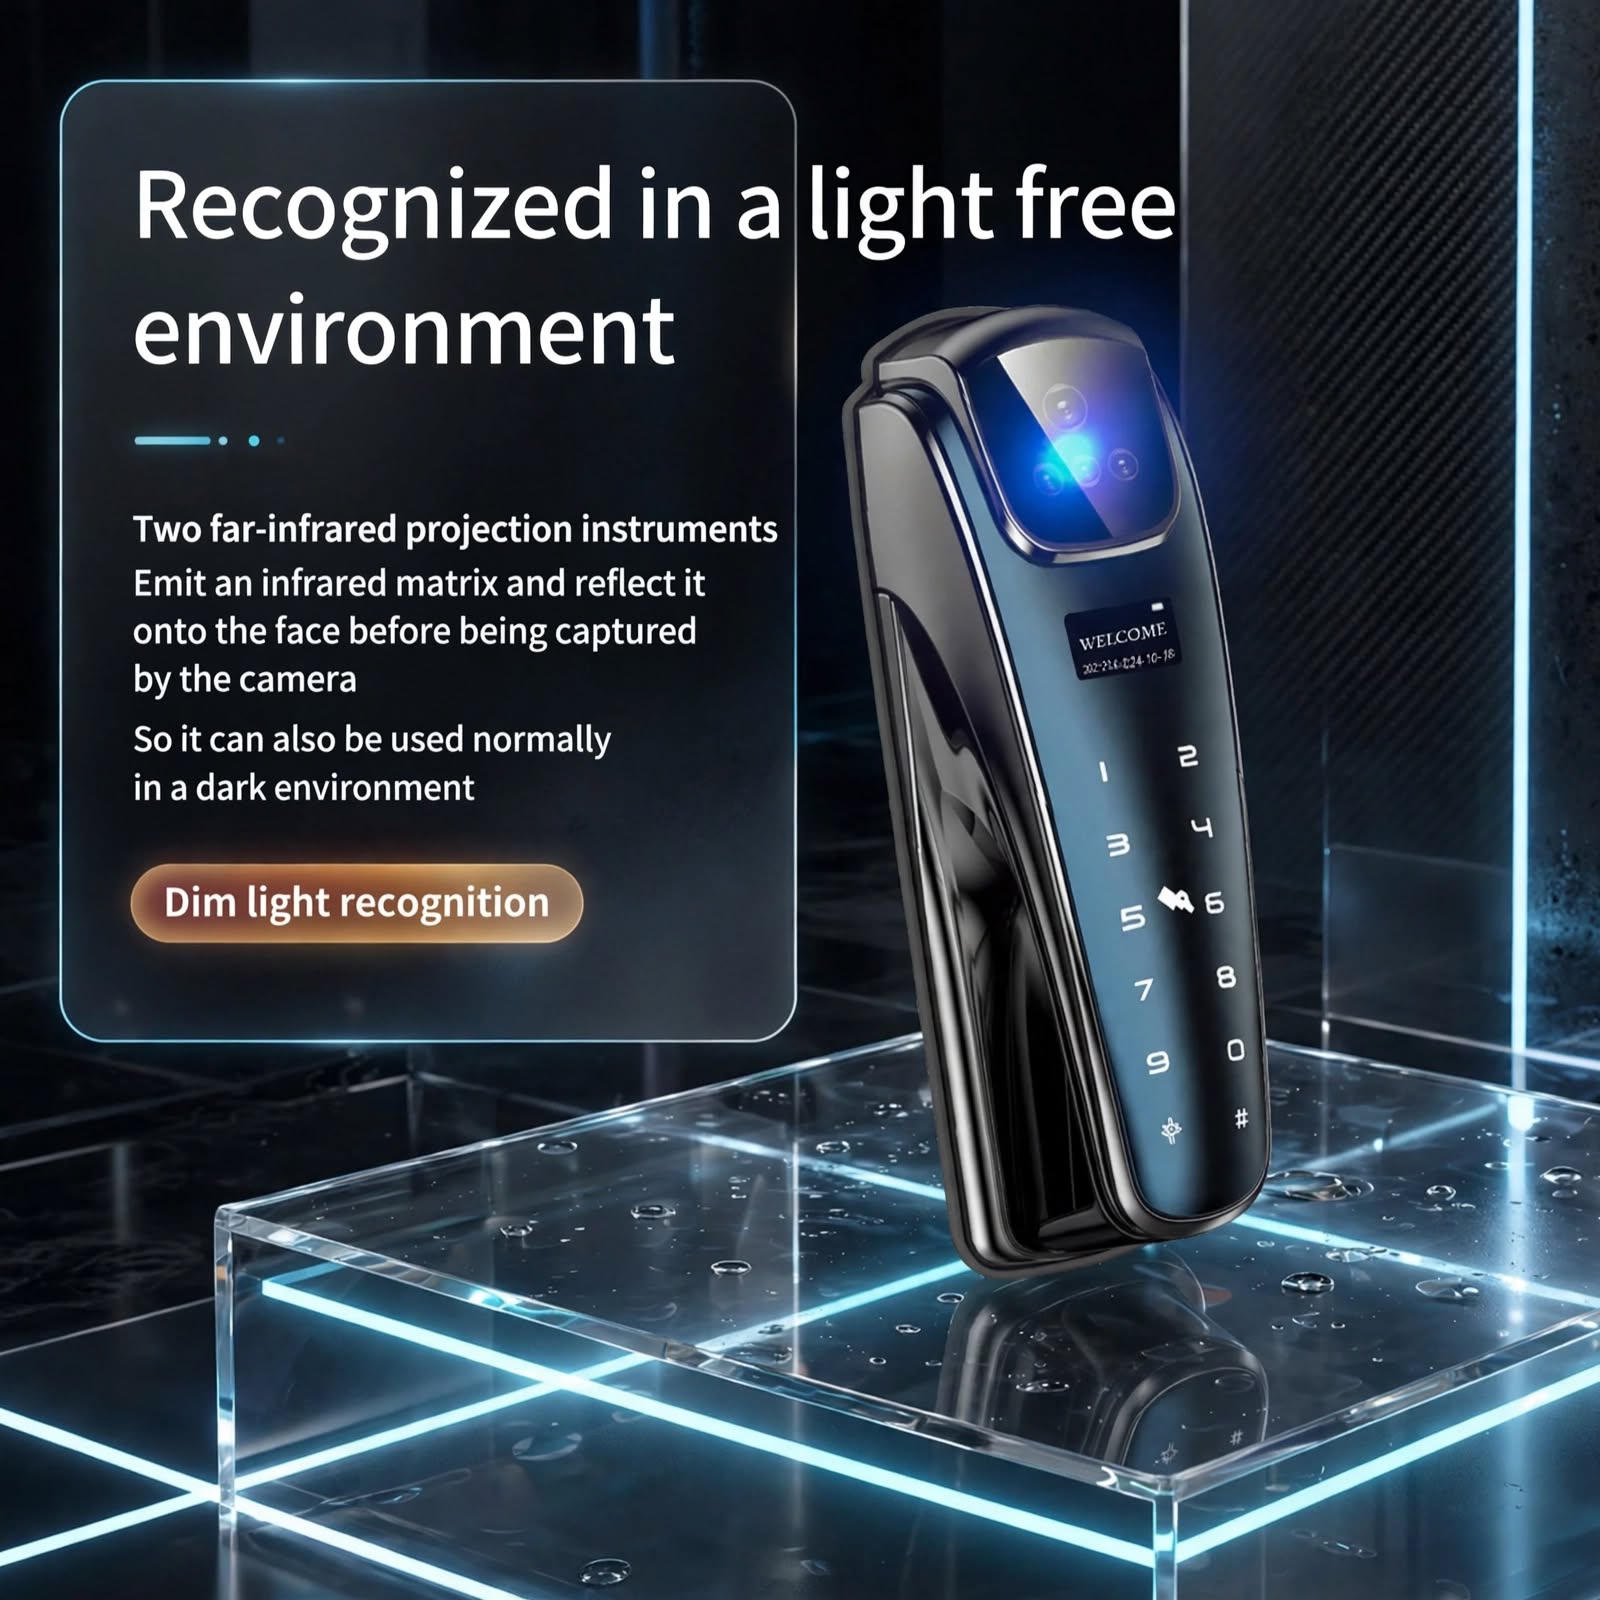 Recognized in a light free
environment
Two far-infrared projection instruments
Emit an infrared matrix and reflect it
onto the face before being captured
by the camera
So it can also be used normally
in a dark environment
Dim light recognition
WELCOME
1 2
3 4
5 6
7 8
9 0
#